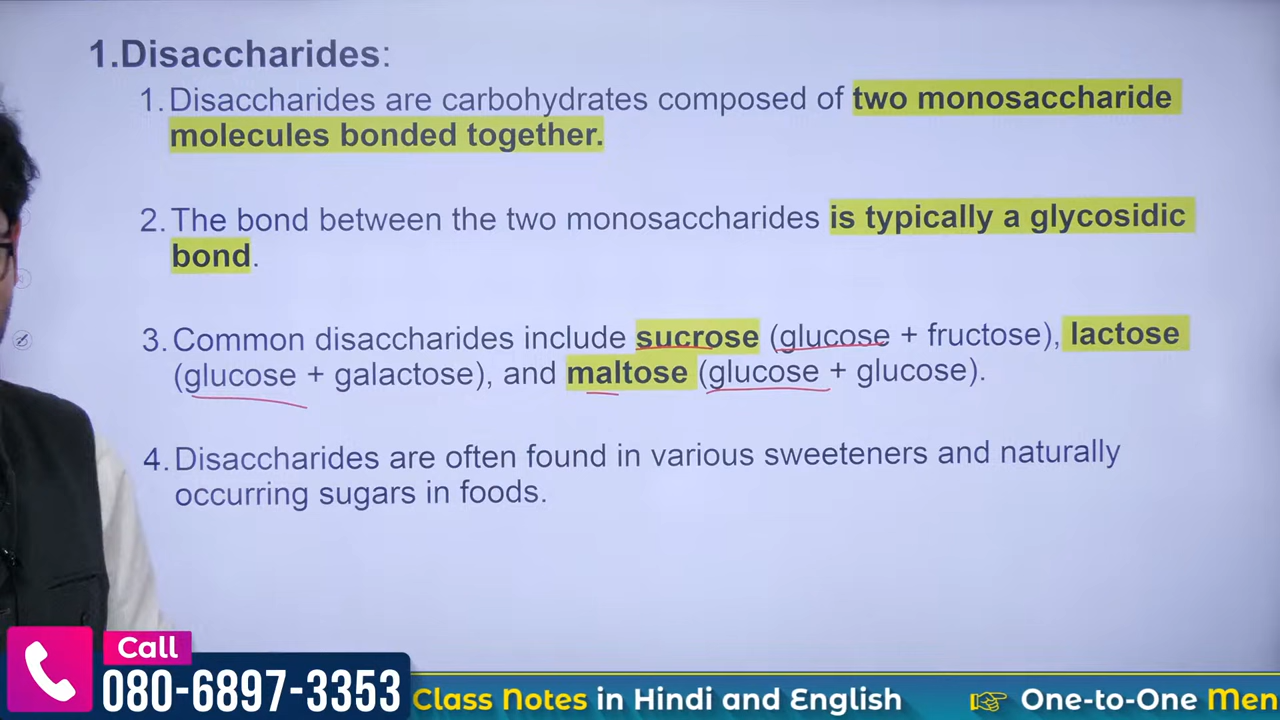 1.Disaccharides:
1. Disaccharides are carbohydrates composed of two monosaccharide
molecules bonded together.
2. The bond between the two monosaccharides is typically a glycosidic
bond.
3. Common disaccharides include sucrose (glucose + fructose), lactose
(glucose + galactose), and maltose (glucose + glucose).
4. Disaccharides are often found in various sweeteners and naturally
occurring sugars in foods.
Call
080-6897-3353
Class Notes in Hindi and English
One-to-One Men